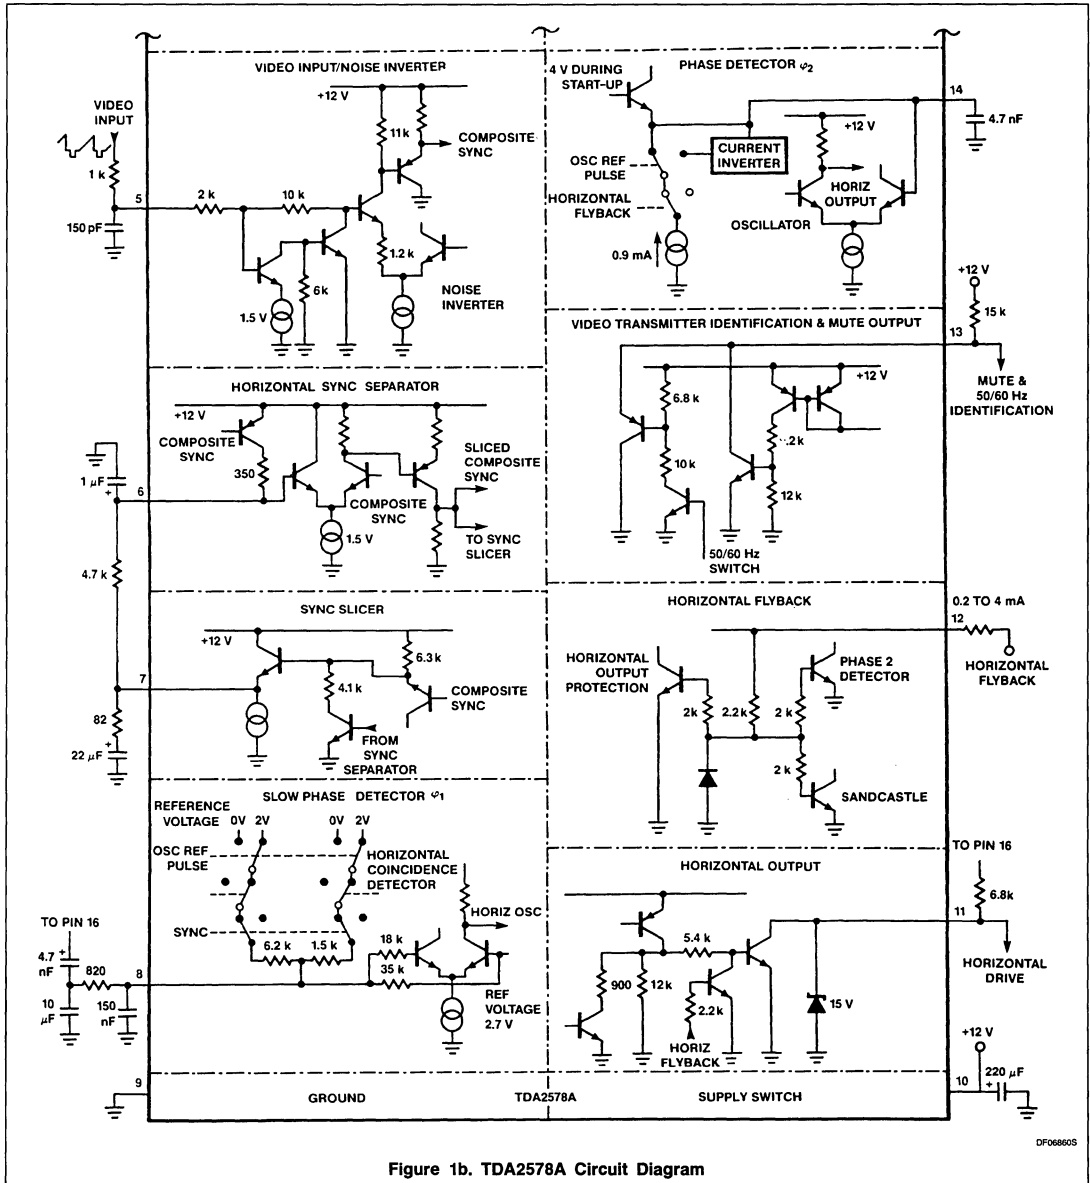 VIDEO INPUT/NOISE INVERTER
+12 V
VIDEO
INPUT
1 k
5
150 pF
2 k
10 k
11k
COMPOSITE
SYNC
1.2 k
6k
1.5 V
NOISE
INVERTER
HORIZONTAL SYNC SEPARATOR
+12 V
COMPOSITE
SYNC
350
1 µF
+
6
COMPOSITE
SYNC
1.5 V
SLICED
COMPOSITE
SYNC
TO SYNC
SLICER
4.7 k
SYNC SLICER
+12 V
6.3 k
4.1 k
COMPOSITE
SYNC
FROM
SYNC
SEPARATOR
7
82
+
22 µF
SLOW PHASE DETECTOR φ1
REFERENCE
VOLTAGE
0V 2V
0V 2V
OSC REF
PULSE
HORIZONTAL
COINCIDENCE
DETECTOR
SYNC
6.2 k
1.5 k
HORIZ OSC
18 k
35 k
REF
VOLTAGE
2.7 V
TO PIN 16
4.7
nF
+
820
8
10
µF
150
nF
9
GROUND
TDA2578A
4 V DURING
START-UP
PHASE DETECTOR φ2
14
4.7 nF
+12 V
CURRENT
INVERTER
OSC REF
PULSE
HORIZONTAL
FLYBACK
HORIZ
OUTPUT
OSCILLATOR
0.9 mA
VIDEO TRANSMITTER IDENTIFICATION & MUTE OUTPUT
+12 V
15 k
13
MUTE &
50/60 Hz
IDENTIFICATION
+12 V
6.8 k
.2k
10 k
12 k
50/60 Hz
SWITCH
HORIZONTAL FLYBACK
0.2 TO 4 mA
12
HORIZONTAL
FLYBACK
HORIZONTAL
OUTPUT
PROTECTION
PHASE 2
DETECTOR
2k
2.2k
2 k
2 k
SANDCASTLE
HORIZONTAL OUTPUT
TO PIN 16
6.8k
11
HORIZONTAL
DRIVE
5.4 k
900
12 k
2.2k
HORIZ
FLYBACK
15 V
+12 V
10
+
220 µF
SUPPLY SWITCH
DF06860S
Figure 1b. TDA2578A Circuit Diagram